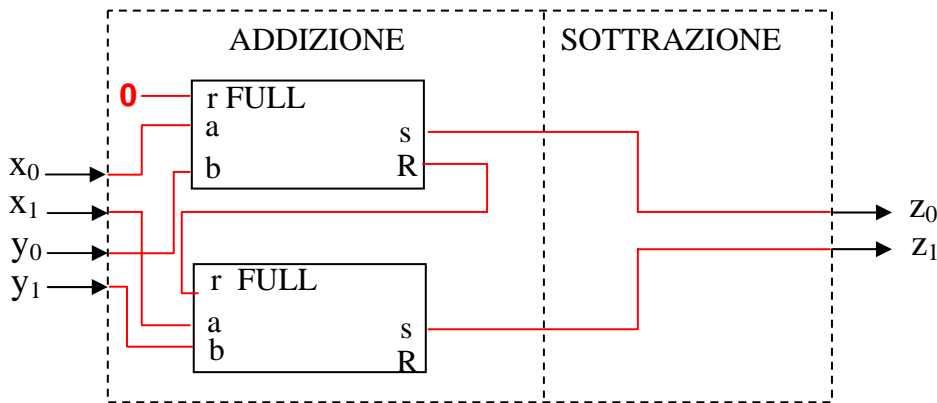 ADDIZIONE
SOTTRAZIONE
0
r FULL
a
s
b
R
x0
x1
y0
y1
z0
z1
r FULL
a
s
b
R